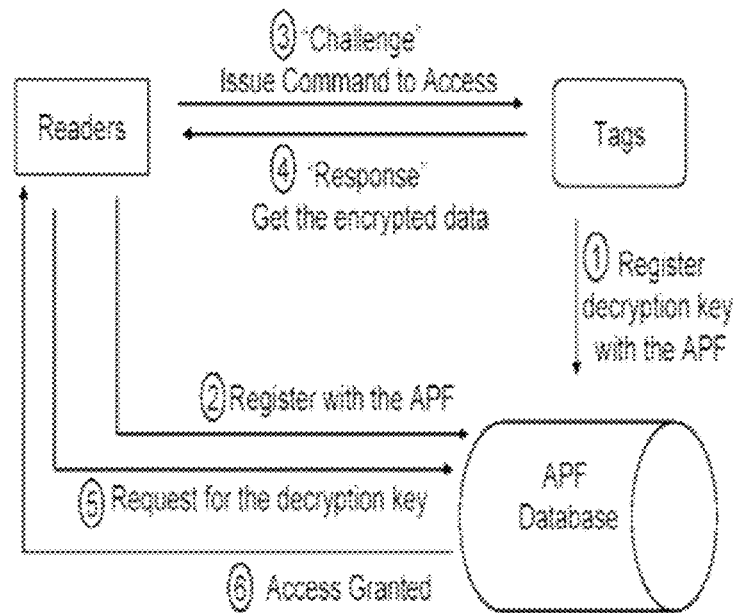 ③ "Challenge"
Issue Command to Access
Readers
Tags
④ "Response"
Get the encrypted data
① Register
decryption key
with the APF
② Register with the APF
⑤ Request for the decryption key
APF
Database
⑥ Access Granted